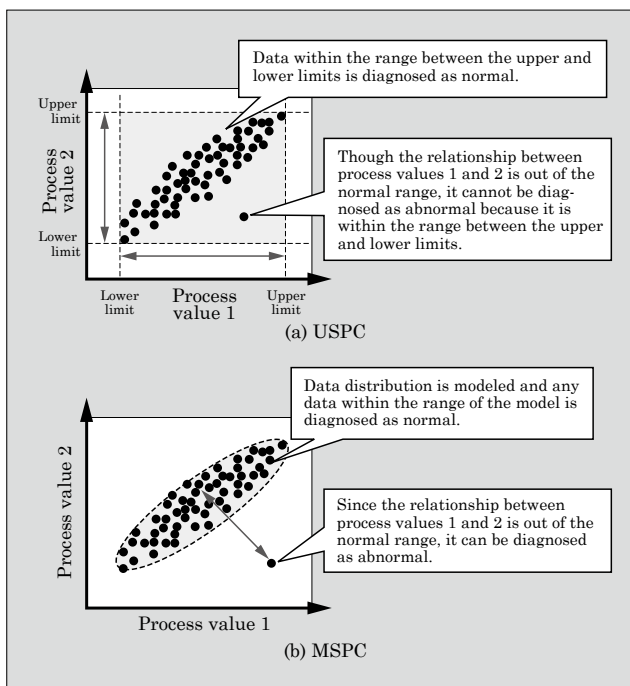 Data within the range between the upper and
lower limits is diagnosed as normal.
Upper
limit
Process
value 2
Lower
limit
Though the relationship between
process values 1 and 2 is out of the
normal range, it cannot be diag-
nosed as abnormal because it is
within the range between the upper
and lower limits.
Lower
limit
Process
value 1
Upper
limit
(a) USPC
Data distribution is modeled and any
data within the range of the model is
diagnosed as normal.
Process value 2
Since the relationship between
process values 1 and 2 is out of the
normal range, it can be diagnosed
as abnormal.
Process value 1
(b) MSPC